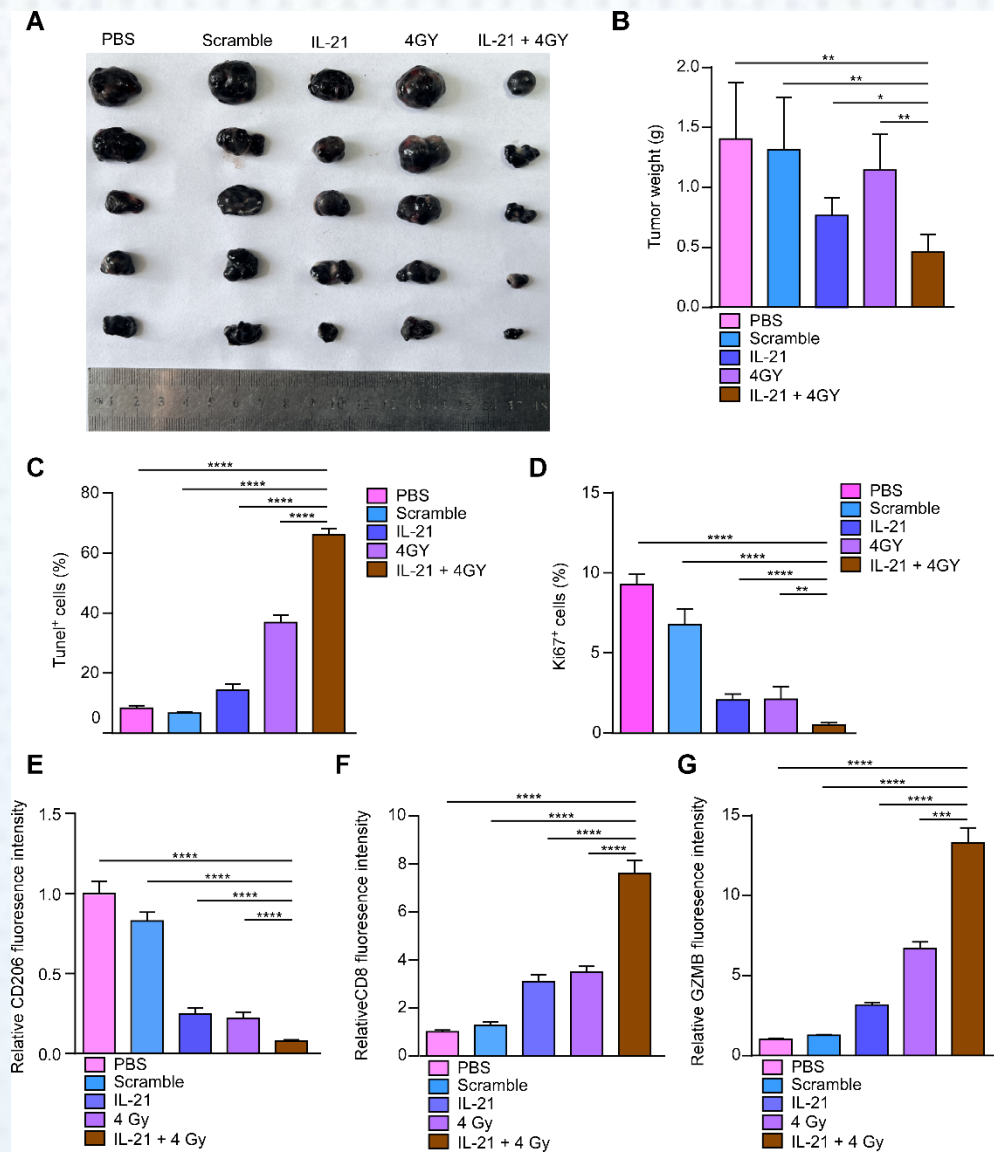 A
PBS Scramble IL-21 4GY IL-21 + 4GY
B
Tumor weight (g)
2.0
1.5
1.0
0.5
0.0
**
**
*
**
PBS
Scramble
IL-21
4GY
IL-21 + 4GY
C
Tunel+ cells (%)
80
60
40
20
0
****
****
****
****
PBS
Scramble
IL-21
4GY
IL-21 + 4GY
D
Ki67+ cells (%)
15
10
5
0
****
****
****
**
PBS
Scramble
IL-21
4GY
IL-21 + 4GY
E
Relative CD206 fluoresence intensity
1.5
1.0
0.5
0.0
****
****
****
****
PBS
Scramble
IL-21
4 Gy
IL-21 + 4 Gy
F
RelativeCD8 fluoresence intensity
10
8
6
4
2
0
****
****
****
****
PBS
Scramble
IL-21
4 Gy
IL-21 + 4 Gy
G
Relative GZMB fluoresence intensity
15
10
5
0
****
****
****
***
PBS
Scramble
IL-21
4 Gy
IL-21 + 4 Gy